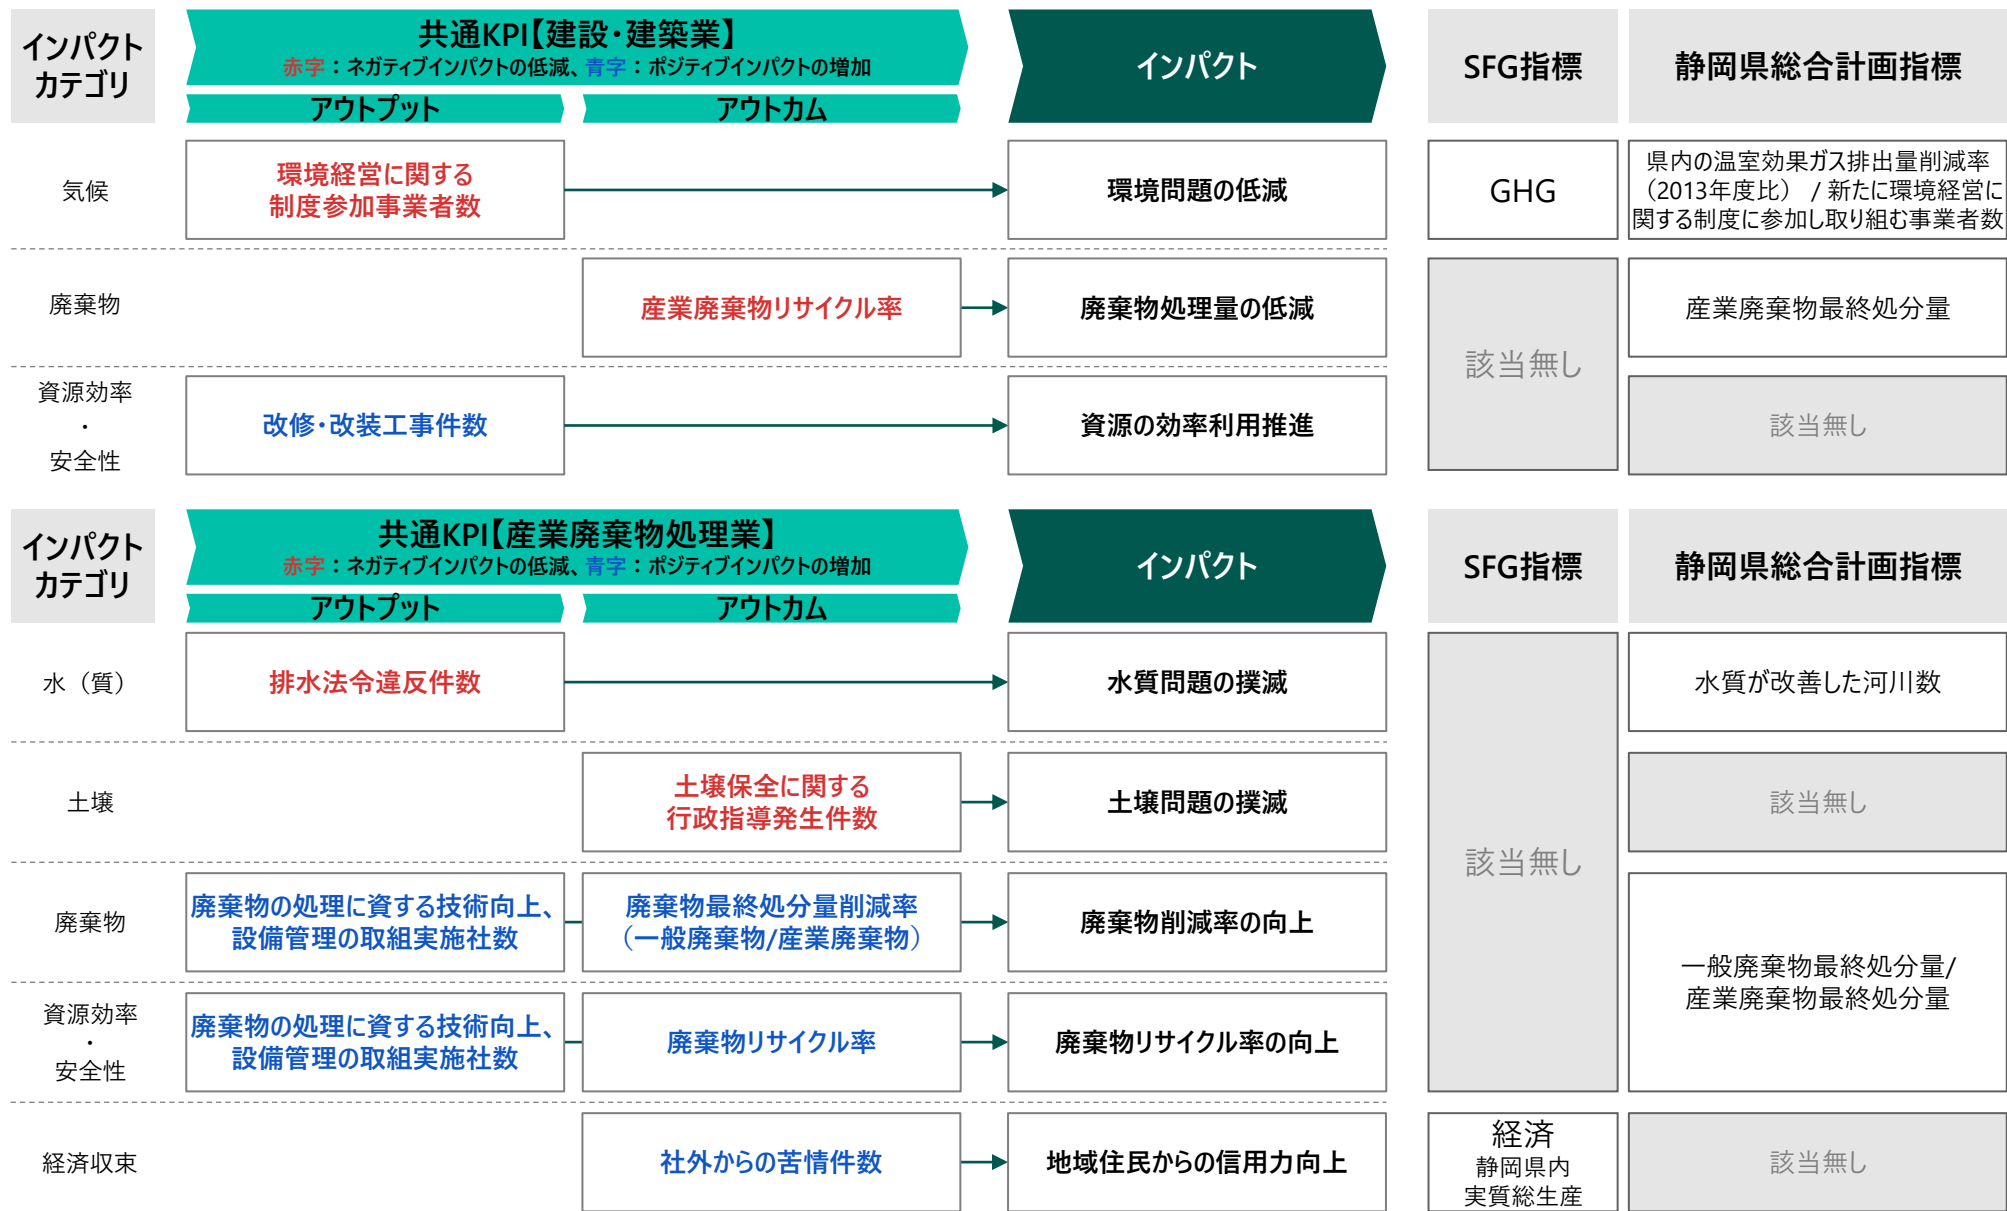 インパクト
カテゴリ
共通KPI【建設・建築業】
赤字：ネガティブインパクトの低減、青字：ポジティブインパクトの増加
アウトプット
アウトカム
インパクト
SFG指標
静岡県総合計画指標
気候
環境経営に関する
制度参加事業者数
環境問題の低減
GHG
県内の温室効果ガス排出量削減率
（2013年度比） / 新たに環境経営に
関する制度に参加し取り組む事業者数
廃棄物
産業廃棄物リサイクル率
廃棄物処理量の低減
該当無し
産業廃棄物最終処分量
資源効率
・
安全性
改修・改装工事件数
資源の効率利用推進
該当無し
インパクト
カテゴリ
共通KPI【産業廃棄物処理業】
赤字：ネガティブインパクトの低減、青字：ポジティブインパクトの増加
アウトプット
アウトカム
インパクト
SFG指標
静岡県総合計画指標
水（質）
排水法令違反件数
水質問題の撲滅
該当無し
水質が改善した河川数
土壌
土壌保全に関する
行政指導発生件数
土壌問題の撲滅
該当無し
廃棄物
廃棄物の処理に資する技術向上、
設備管理の取組実施社数
廃棄物最終処分量削減率
（一般廃棄物/産業廃棄物）
廃棄物削減率の向上
一般廃棄物最終処分量/
産業廃棄物最終処分量
資源効率
・
安全性
廃棄物の処理に資する技術向上、
設備管理の取組実施社数
廃棄物リサイクル率
廃棄物リサイクル率の向上
経済収束
社外からの苦情件数
地域住民からの信用力向上
経済
静岡県内
実質総生産
該当無し